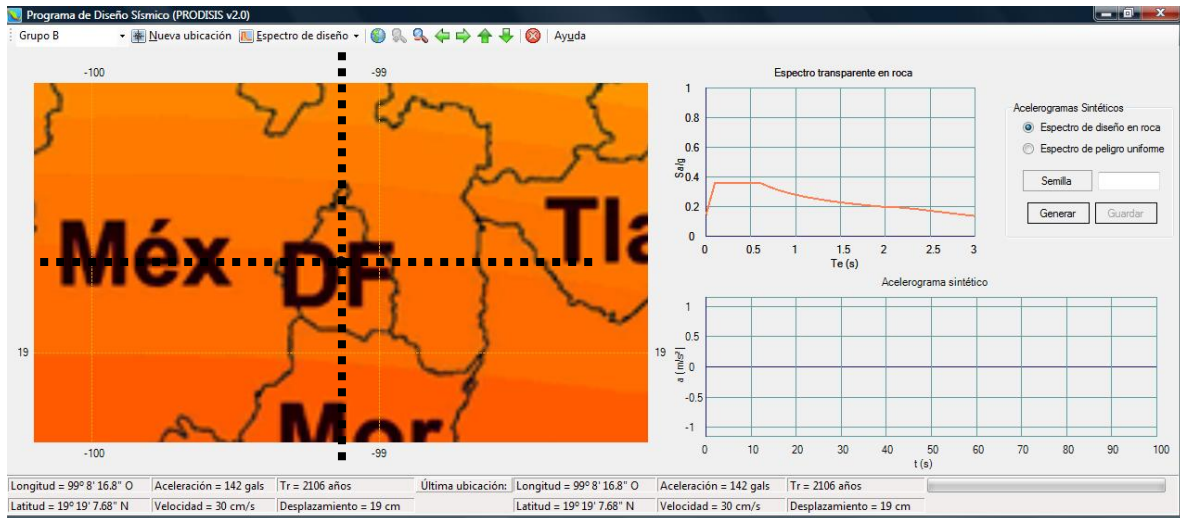 Programa de Diseño Sísmico (PRODISIS v2.0)
Grupo B Nueva ubicación Espectro de diseño Ayuda
-100 -99
Méx DF Tla
Mor
19 19
-100 -99
Espectro transparente en roca
1
0.8
0.6
0.4
0.2
0
Sa/g
0 0.5 1 1.5 2 2.5 3
Te (s)
Acelerogramas Sintéticos
Espectro de diseño en roca
Espectro de peligro uniforme
Semilla
Generar Guardar
Acelerograma sintético
1
0.5
0
-0.5
-1
a ( m/s² |
0 10 20 30 40 50 60 70 80 90 100
t (s)
Longitud = 99º 8' 16.8" O Aceleración = 142 gals Tr = 2106 años Última ubicación: Longitud = 99º 8' 16.8" O Aceleración = 142 gals Tr = 2106 años
Latitud = 19º 19' 7.68" N Velocidad = 30 cm/s Desplazamiento = 19 cm Latitud = 19º 19' 7.68" N Velocidad = 30 cm/s Desplazamiento = 19 cm